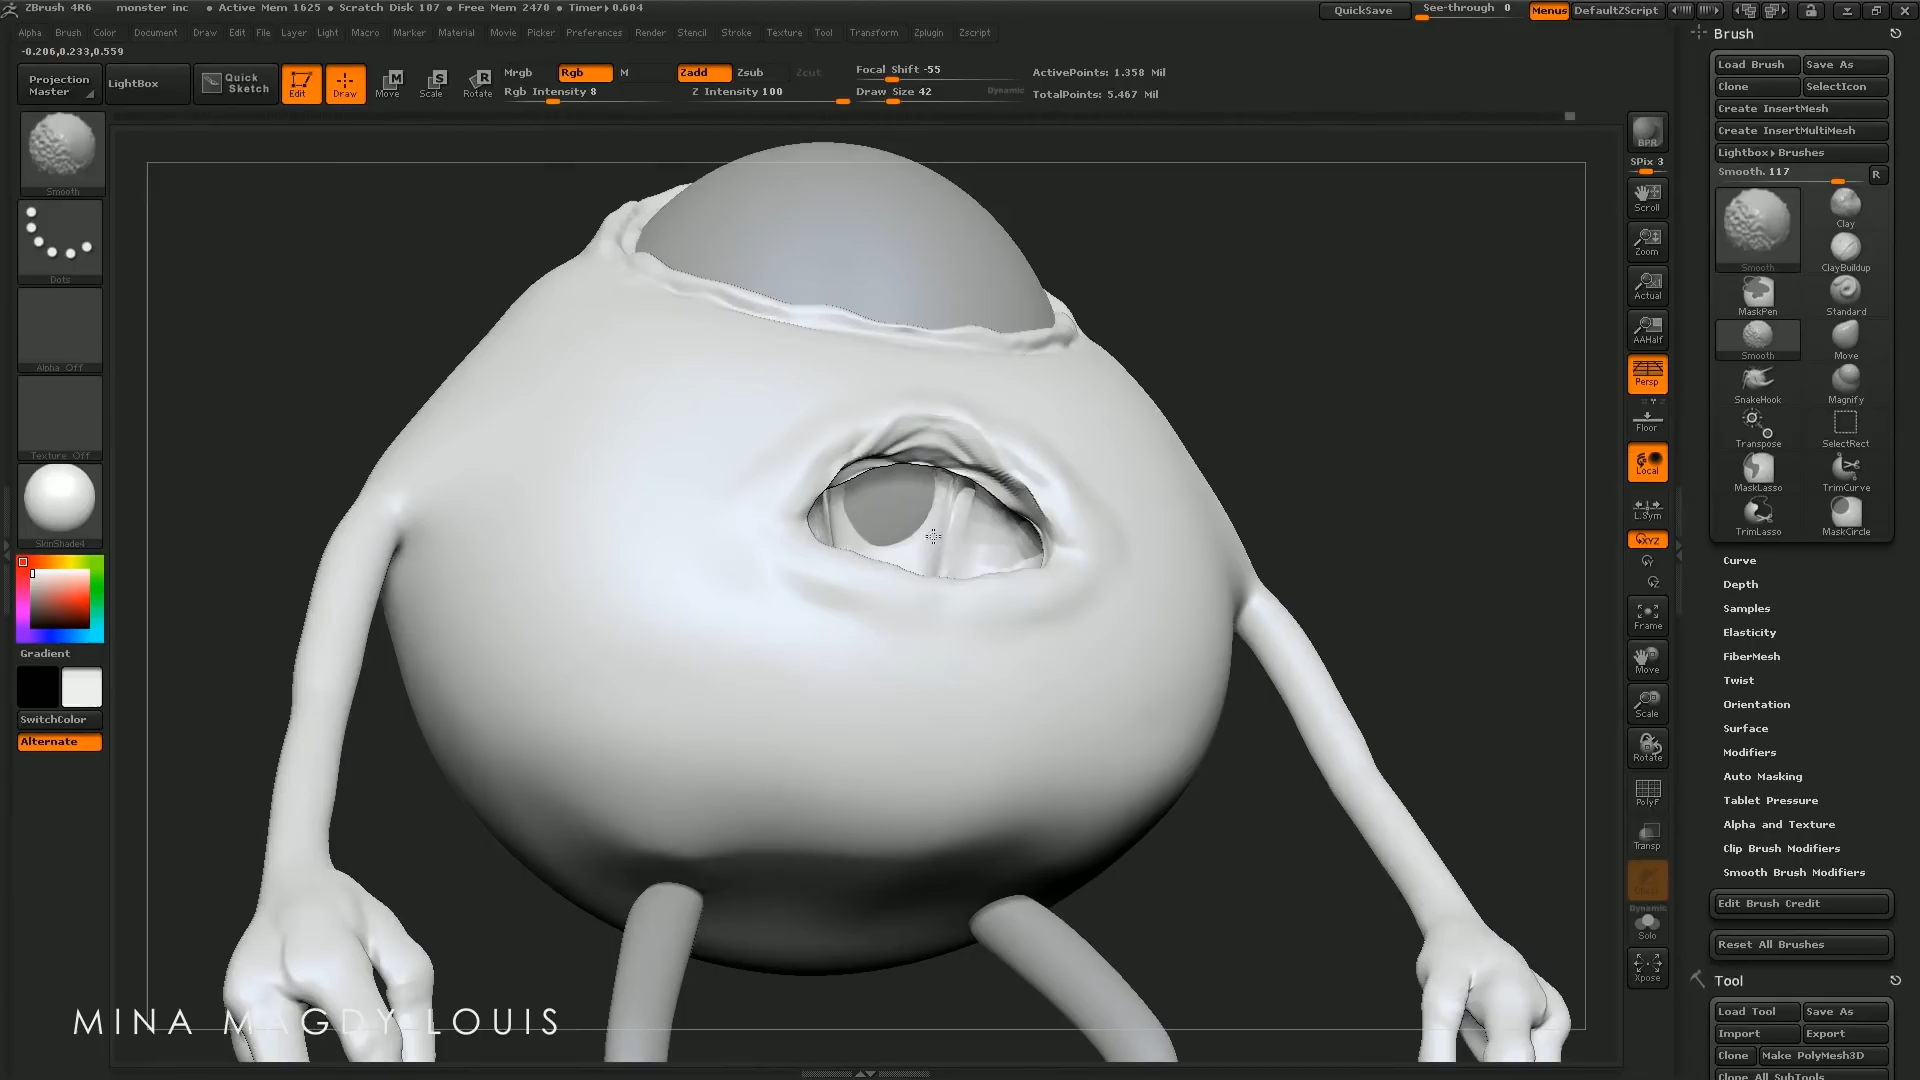 ZBrush 4R6 monster inc • Active Mem 1625 • Scratch Disk 107 • Free Mem 2470 • Timer▸0.604 QuickSave See-through 0 Menus DefaultZScript
Alpha Brush Color Document Draw Edit File Layer Light Macro Marker Material Movie Picker Preferences Render Stencil Stroke Texture Tool Transform Zplugin Zscript
-0.206,0.233,0.559
Projection Master
LightBox
Quick Sketch
Edit
Draw
Move
Scale
Rotate
Mrgb Rgb M
Rgb Intensity 8
Zadd Zsub Zcut
Z Intensity 100
Focal Shift -55
Draw Size 42 Dynamic
ActivePoints: 1.358 Mil
TotalPoints: 5.467 Mil
Smooth
Dots
Alpha Off
Texture Off
SkinShade4
Gradient
SwitchColor
Alternate
MINA MAGDY LOUIS
BPR
SPix 3
Scroll
Zoom
Actual
AAHalf
Persp
Floor
Local
L.Sym
XYZ
Y
Z
Frame
Move
Scale
Rotate
PolyF
Transp
Dynamic
Solo
Xpose
Brush
Load Brush Save As
Clone SelectIcon
Create InsertMesh
Create InsertMultiMesh
Lightbox▸Brushes
Smooth. 117 R
Smooth Clay
ClayBuildup
MaskPen Standard
Smooth Move
SnakeHook Magnify
Transpose SelectRect
MaskLasso TrimCurve
TrimLasso MaskCircle
Curve
Depth
Samples
Elasticity
FiberMesh
Twist
Orientation
Surface
Modifiers
Auto Masking
Tablet Pressure
Alpha and Texture
Clip Brush Modifiers
Smooth Brush Modifiers
Edit Brush Credit
Reset All Brushes
Tool
Load Tool Save As
Import Export
Clone Make PolyMesh3D
Clone All SubTools